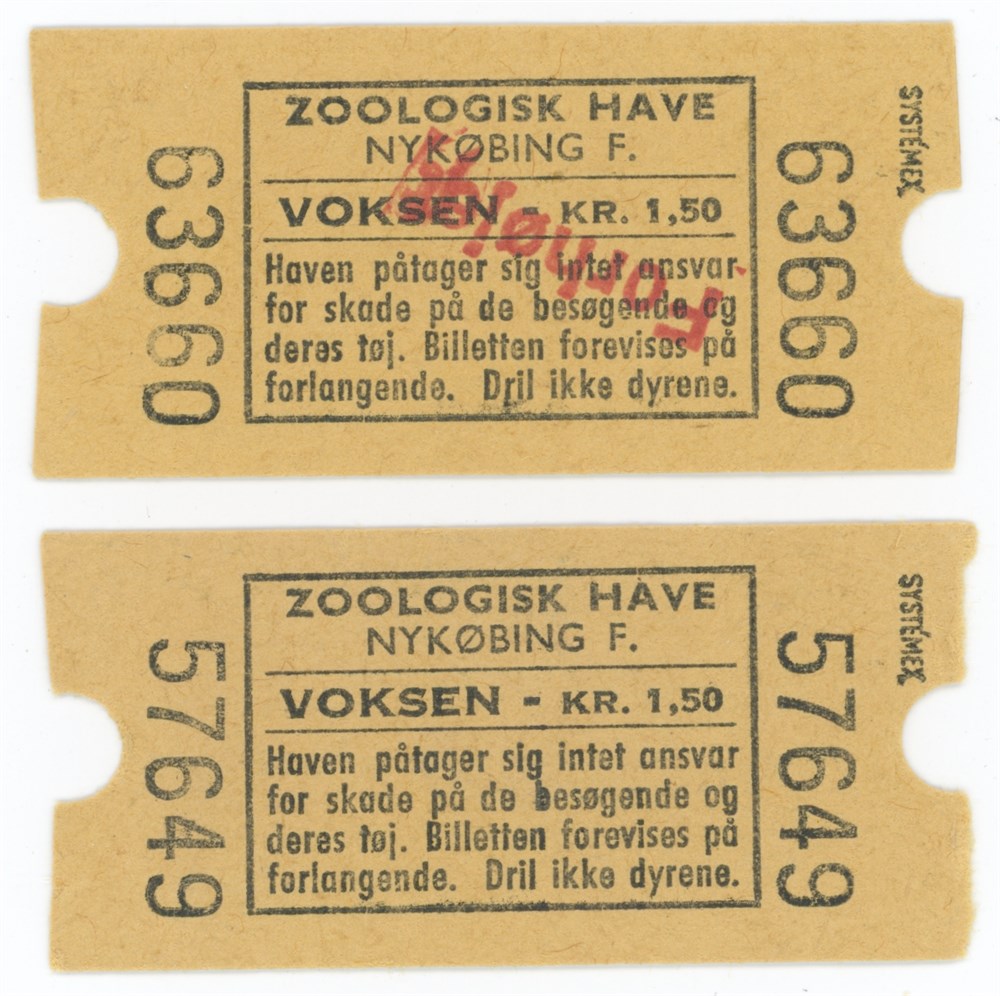 63660
ZOOLOGISK HAVE
NYKØBING F.
VOKSEN - KR. 1,50
Haven påtager sig intet ansvar
for skade på de besøgende og
deres tøj. Billetten forevises på
forlangende. Dril ikke dyrene.
63660
SYSTÉMEX
57649
ZOOLOGISK HAVE
NYKØBING F.
VOKSEN - KR. 1,50
Haven påtager sig intet ansvar
for skade på de besøgende og
deres tøj. Billetten forevises på
forlangende. Dril ikke dyrene.
57649
SYSTÉMEX